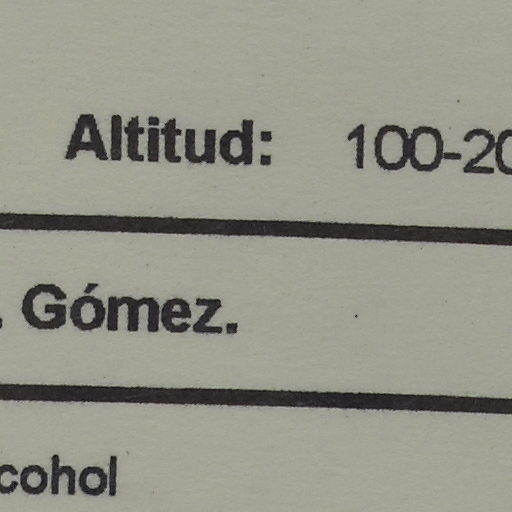 Altitud: 100-20
. Gómez.
cohol